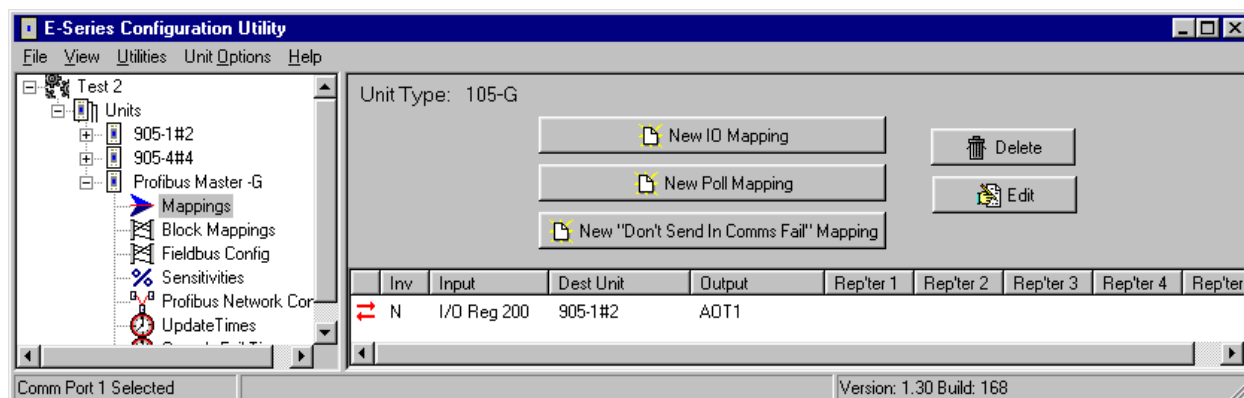 E-Series Configuration Utility
File View Utilities Unit Options Help
Test 2
Units
905-1#2
905-4#4
Profibus Master -G
Mappings
Block Mappings
Fieldbus Config
Sensitivities
Profibus Network Con
UpdateTimes
Unit Type: 105-G
New IO Mapping
New Poll Mapping
New "Don't Send In Comms Fail" Mapping
Delete
Edit
Inv Input Dest Unit Output Rep'ter 1 Rep'ter 2 Rep'ter 3 Rep'ter 4 Rep'ter
N I/O Reg 200 905-1#2 AOT1
Comm Port 1 Selected
Version: 1.30 Build: 168